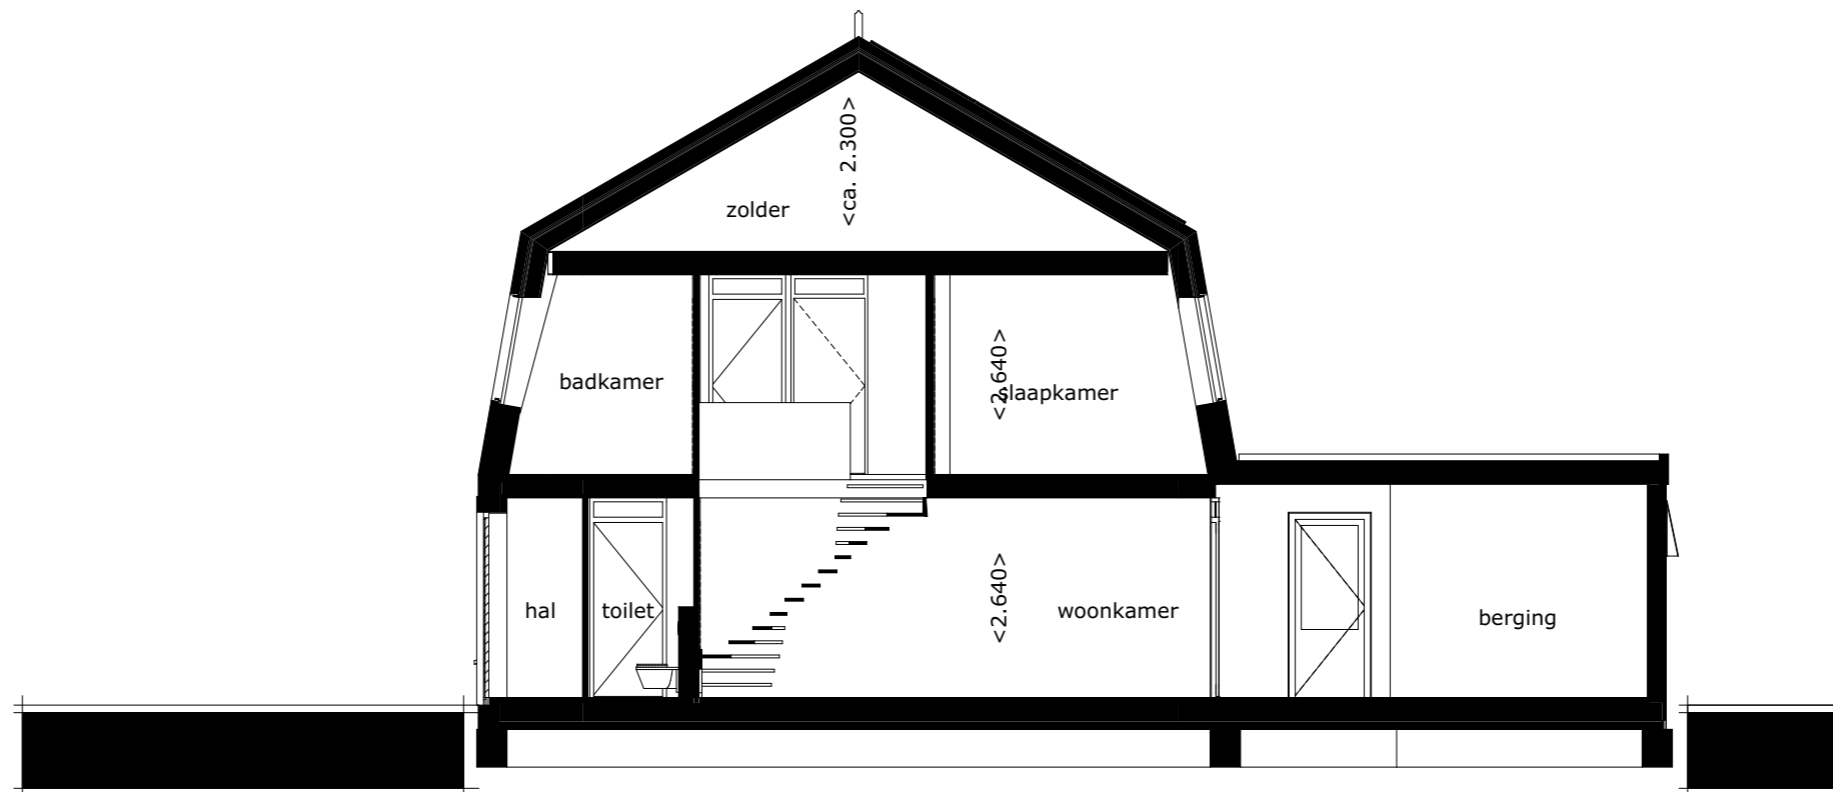 <ca. 2.300>
zolder
<2.640>
badkamer
slaapkamer
<2.640>
hal
toilet
woonkamer
berging